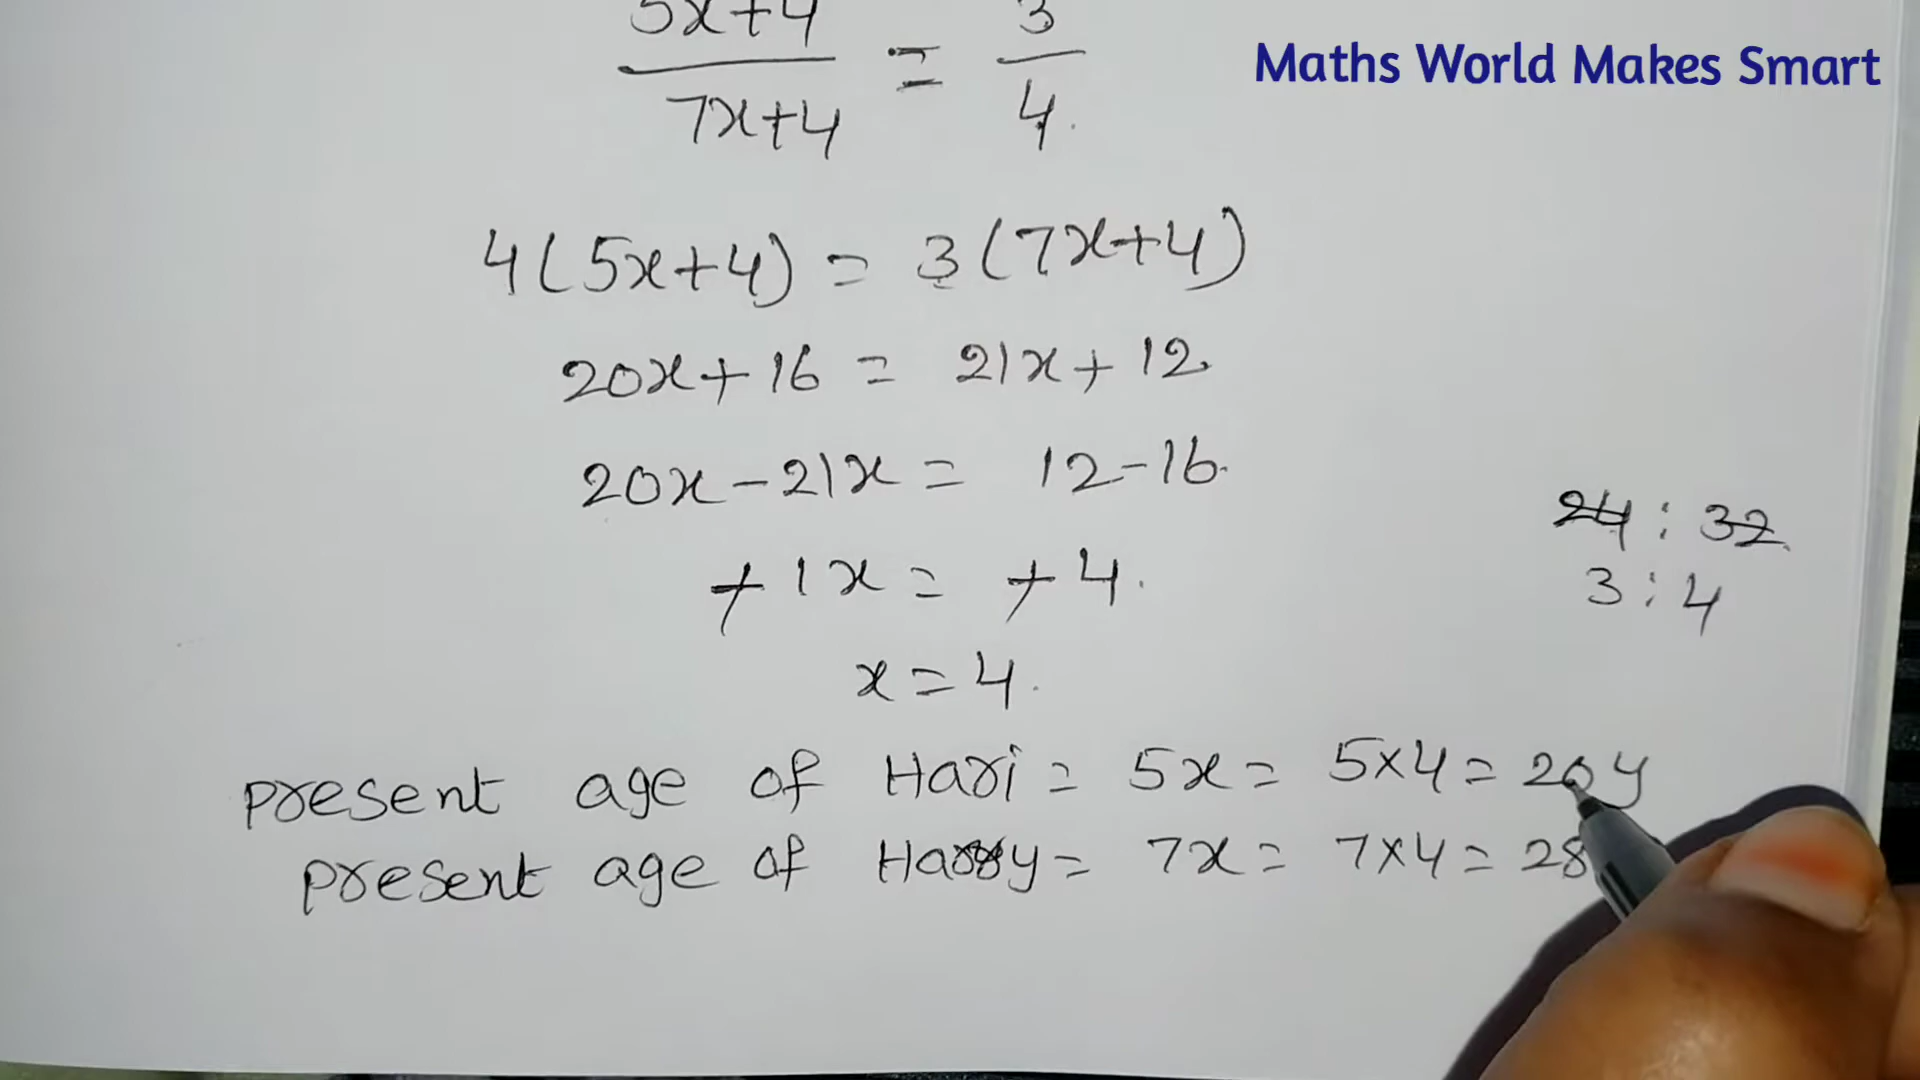 5x+4 / 7x+4 = 3 / 4
Maths World Makes Smart
4(5x+4) = 3(7x+4)
20x+16 = 21x+12
20x-21x = 12-16
+1x = +4
x=4
24 : 32
3 : 4
present age of Hari = 5x = 5×4 = 20y
present age of Harry = 7x = 7×4 = 28